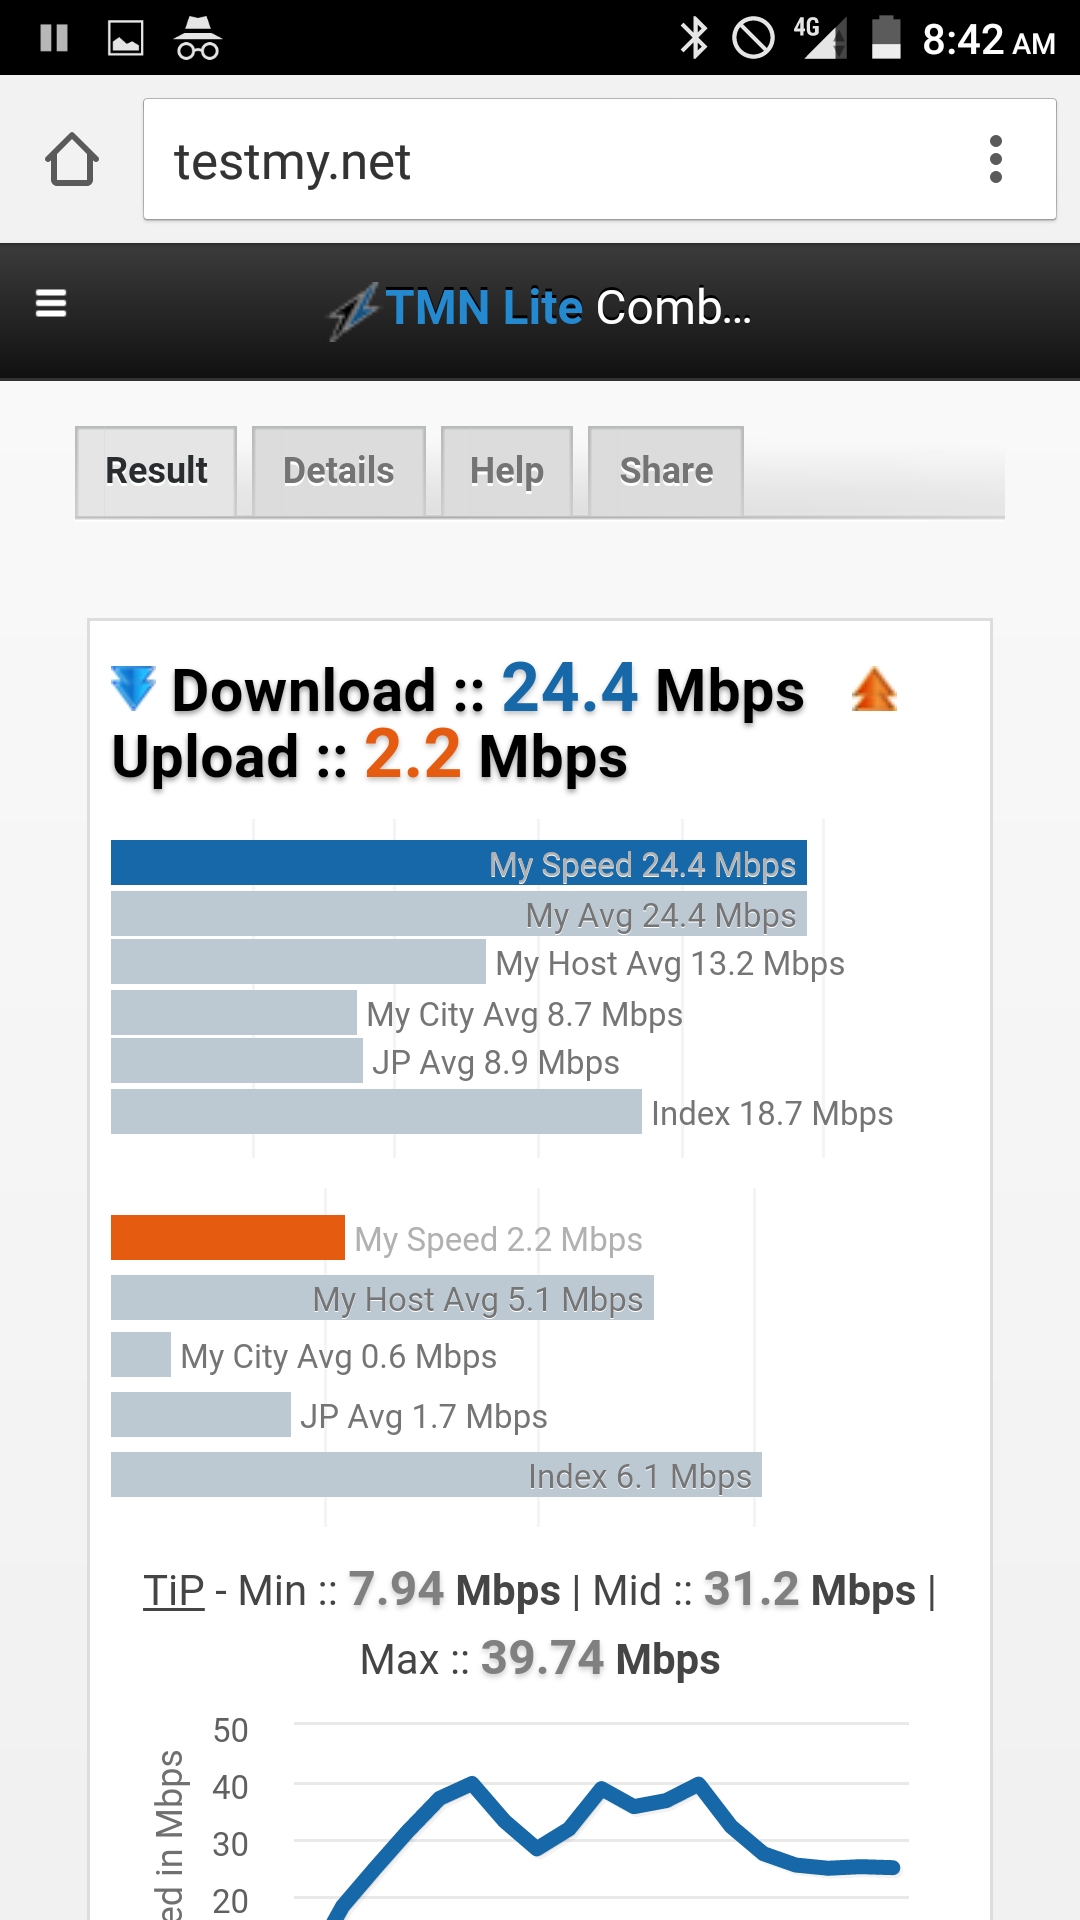 4G 8:42 AM
testmy.net
TMN Lite Comb...
Result Details Help Share
Download :: 24.4 Mbps
Upload :: 2.2 Mbps
My Speed 24.4 Mbps
My Avg 24.4 Mbps
My Host Avg 13.2 Mbps
My City Avg 8.7 Mbps
JP Avg 8.9 Mbps
Index 18.7 Mbps
My Speed 2.2 Mbps
My Host Avg 5.1 Mbps
My City Avg 0.6 Mbps
JP Avg 1.7 Mbps
Index 6.1 Mbps
TiP - Min :: 7.94 Mbps | Mid :: 31.2 Mbps |
Max :: 39.74 Mbps
50
40
30
20
ed in Mbps